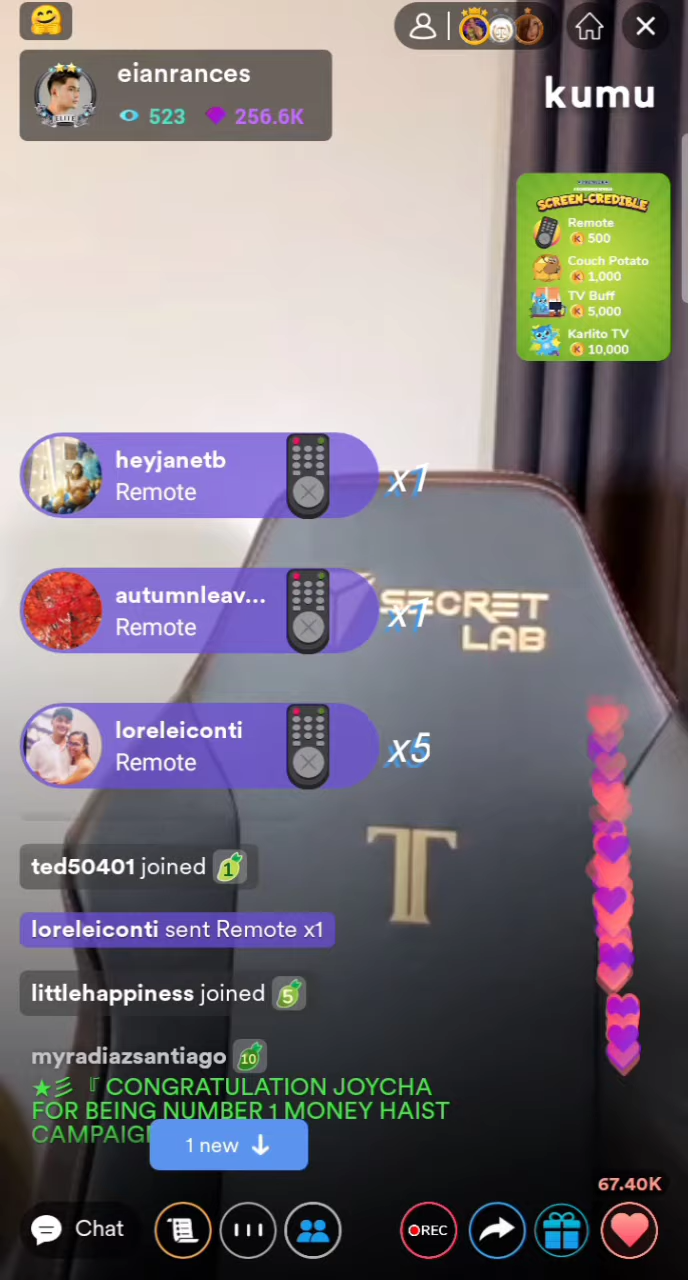 eianrances
ELITE
523
256.6K
kumu
SCREEN-CREDIBLE
Remote
K 500
Couch Potato
K 1,000
TV Buff
K 5,000
Karlito TV
K 10,000
heyjanetb
Remote
x1
autumnleav...
Remote
x1
SECRET
LAB
loreleiconti
Remote
x5
T
ted50401 joined 1
loreleiconti sent Remote x1
littlehappiness joined 5
myradiazsantiago 10
★彡『 CONGRATULATION JOYCHA
FOR BEING NUMBER 1 MONEY HAIST
CAMPAIG
1 new
67.40K
Chat
REC